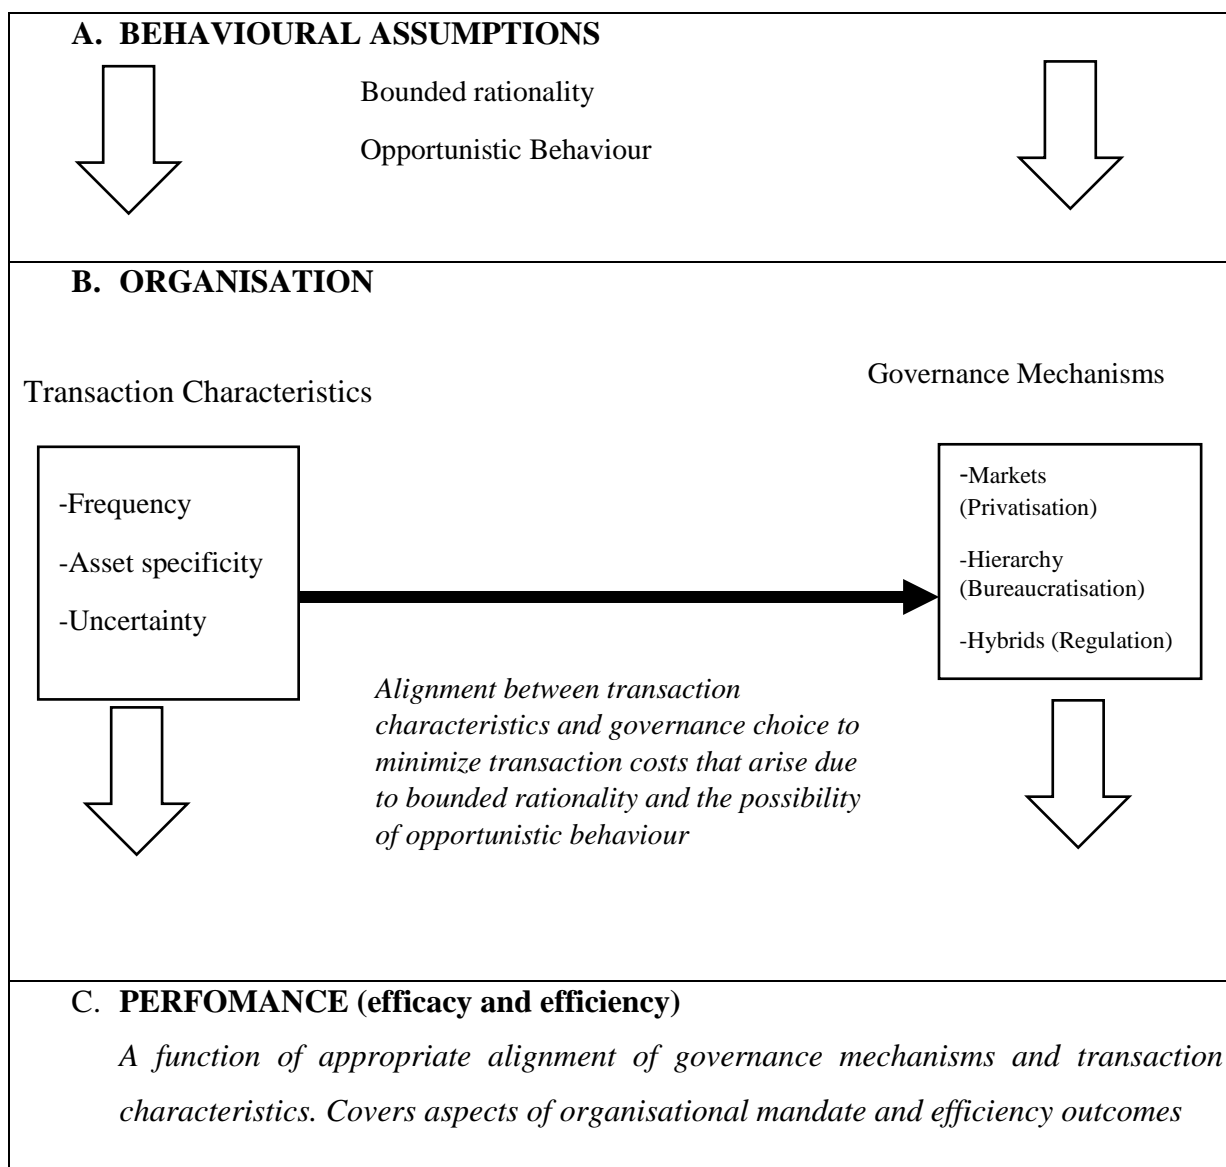 A. BEHAVIOURAL ASSUMPTIONS
Bounded rationality
Opportunistic Behaviour
B. ORGANISATION
Transaction Characteristics
-Frequency
-Asset specificity
-Uncertainty
Governance Mechanisms
-Markets
(Privatisation)
-Hierarchy
(Bureaucratisation)
-Hybrids (Regulation)
Alignment between transaction
characteristics and governance choice to
minimize transaction costs that arise due
to bounded rationality and the possibility
of opportunistic behaviour
C. PERFOMANCE (efficacy and efficiency)
A function of appropriate alignment of governance mechanisms and transaction
characteristics. Covers aspects of organisational mandate and efficiency outcomes